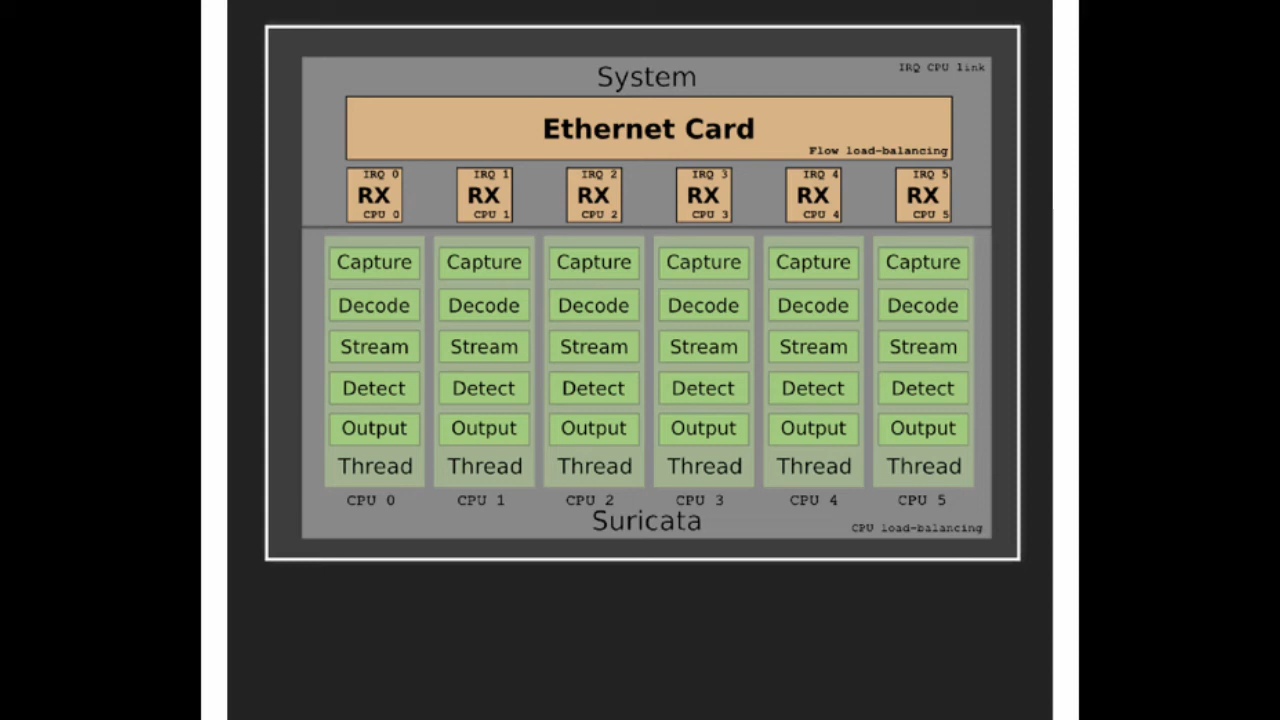 System
IRQ CPU link
Ethernet Card
Flow load-balancing
IRQ 0 IRQ 1 IRQ 2 IRQ 3 IRQ 4 IRQ 5
RX RX RX RX RX RX
CPU 0 CPU 1 CPU 2 CPU 3 CPU 4 CPU 5
Capture Capture Capture Capture Capture Capture
Decode Decode Decode Decode Decode Decode
Stream Stream Stream Stream Stream Stream
Detect Detect Detect Detect Detect Detect
Output Output Output Output Output Output
Thread Thread Thread Thread Thread Thread
CPU 0 CPU 1 CPU 2 CPU 3 CPU 4 CPU 5
Suricata
CPU load-balancing